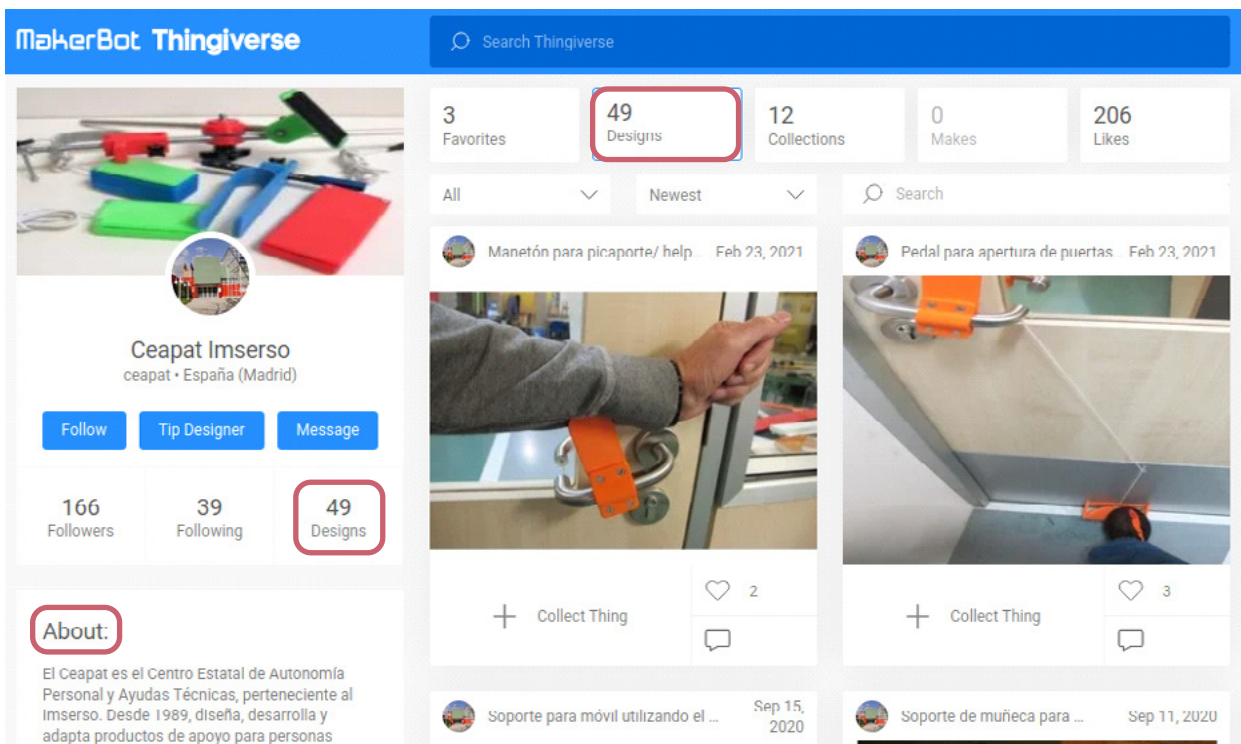 MakerBot Thingiverse
Search Thingiverse
Ceapat Imserso
ceapat • España (Madrid)
Follow
Tip Designer
Message
166
Followers
39
Following
49
Designs
About:
El Ceapat es el Centro Estatal de Autonomía
Personal y Ayudas Técnicas, perteneciente al
Imserso. Desde 1989, diseña, desarrolla y
adapta productos de apoyo para personas
3
Favorites
49
Designs
12
Collections
0
Makes
206
Likes
All
Newest
Search
Manetón para picaporte/ help... Feb 23, 2021
2
Collect Thing
Pedal para apertura de puertas... Feb 23, 2021
3
Collect Thing
Soporte para móvil utilizando el ...
Sep 15,
2020
Soporte de muñeca para ... Sep 11, 2020